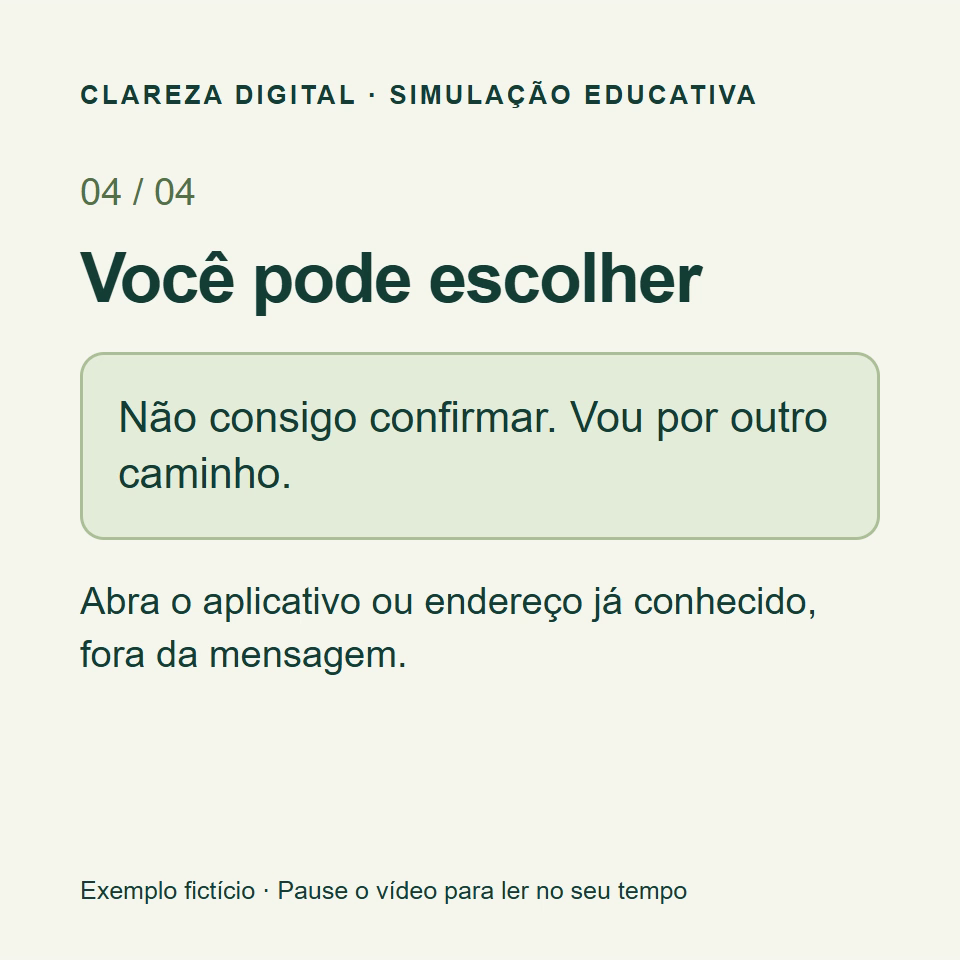 CLAREZA DIGITAL · SIMULAÇÃO EDUCATIVA
04 / 04
Você pode escolher
Não consigo confirmar. Vou por outro
caminho.
Abra o aplicativo ou endereço já conhecido,
fora da mensagem.
Exemplo fictício · Pause o vídeo para ler no seu tempo